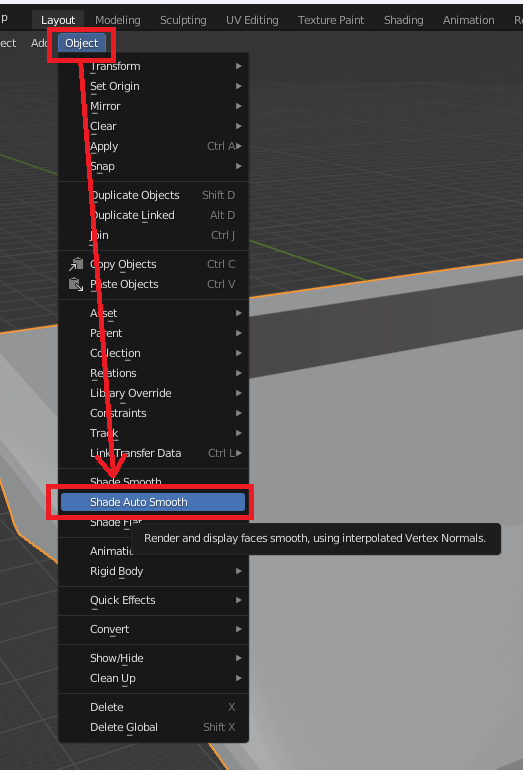 p Layout Modeling Sculpting UV Editing Texture Paint Shading Animation
ect Add Object
Transform
Set Origin
Mirror
Clear
Apply Ctrl A
Snap
Duplicate Objects Shift D
Duplicate Linked Alt D
Join Ctrl J
Copy Objects Ctrl C
Paste Objects Ctrl V
Asset
Parent
Collection
Relations
Library Override
Constraints
Track
Link/Transfer Data Ctrl L
Shade Smooth
Shade Auto Smooth
Shade Flat
Render and display faces smooth, using interpolated Vertex Normals.
Animatio
Rigid Body
Quick Effects
Convert
Show/Hide
Clean Up
Delete X
Delete Global Shift X